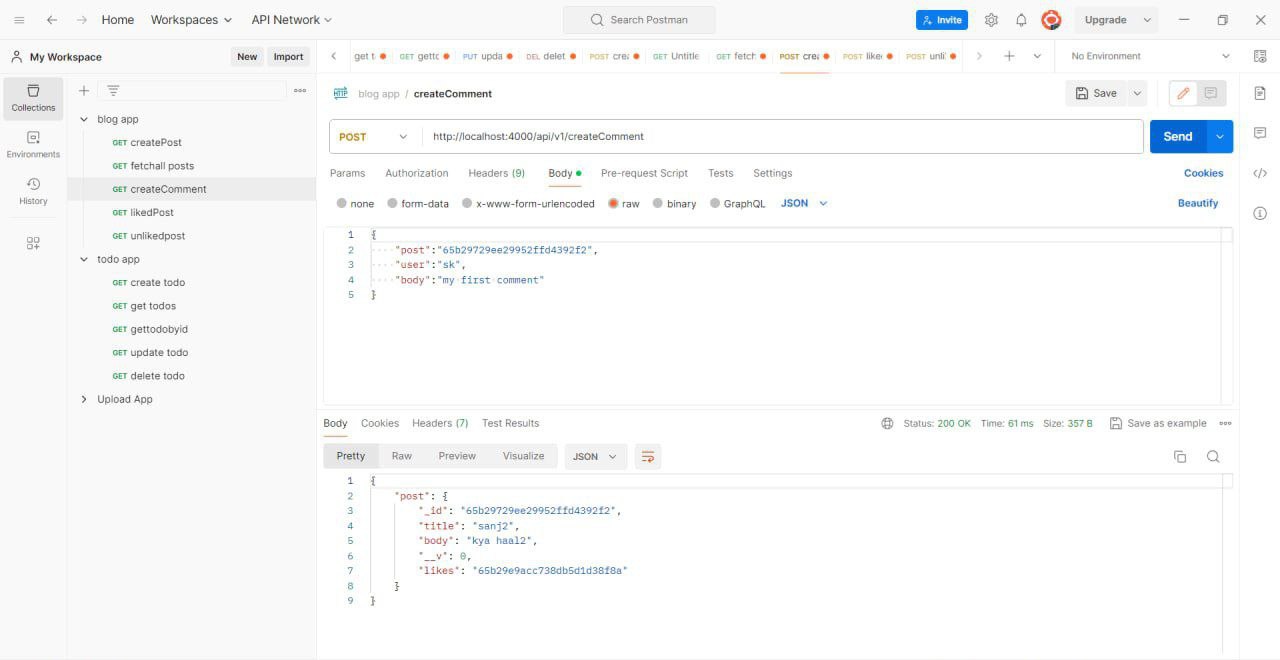 Home Workspaces API Network Search Postman Invite Upgrade
My Workspace New Import
get t GET gettc PUT upda DEL delet POST crea GET Untitle GET fetch POST crea POST like POST unli No Environment
Collections
Environments
History
blog app
GET createPost
GET fetchall posts
GET createComment
GET likedPost
GET unlikedpost
todo app
GET create todo
GET get todos
GET gettodobyid
GET update todo
GET delete todo
Upload App
HTTP blog app / createComment Save
POST http://localhost:4000/api/v1/createComment Send
Params Authorization Headers (9) Body Pre-request Script Tests Settings Cookies
none form-data x-www-form-urlencoded raw binary GraphQL JSON Beautify
1 {
2 "post":"65b29729ee29952ffd4392f2",
3 "user":"sk",
4 "body":"my first comment"
5 }
Body Cookies Headers (7) Test Results Status: 200 OK Time: 61 ms Size: 357 B Save as example
Pretty Raw Preview Visualize JSON
1 {
2 "post": {
3 "_id": "65b29729ee29952ffd4392f2",
4 "title": "sanj2",
5 "body": "kya haal2",
6 "__v": 0,
7 "likes": "65b29e9acc738db5d1d38f8a"
8 }
9 }